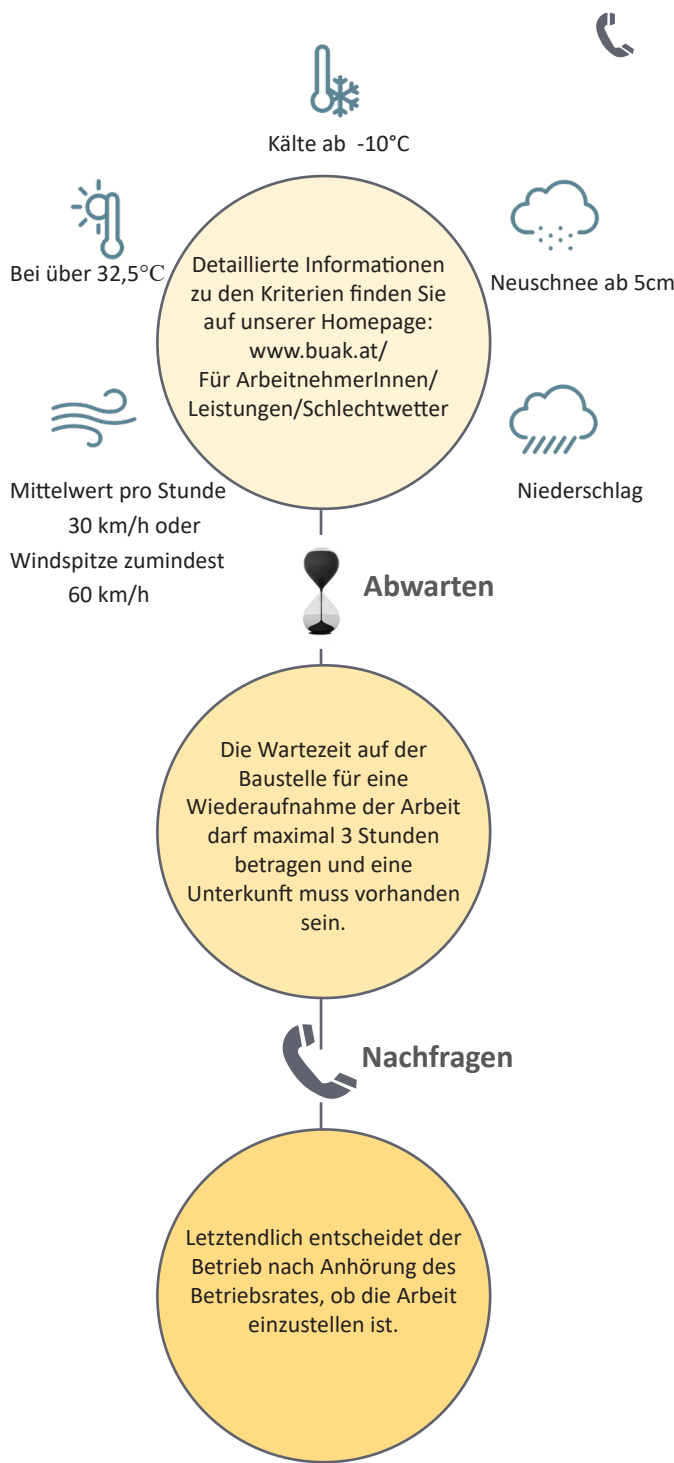 Kälte ab -10°C
Bei über 32,5°C
Neuschnee ab 5cm
Detaillierte Informationen
zu den Kriterien finden Sie
auf unserer Homepage:
www.buak.at/
Für ArbeitnehmerInnen/
Leistungen/Schlechtwetter
Mittelwert pro Stunde
30 km/h oder
Windspitze zumindest
60 km/h
Niederschlag
Abwarten
Die Wartezeit auf der
Baustelle für eine
Wiederaufnahme der Arbeit
darf maximal 3 Stunden
betragen und eine
Unterkunft muss vorhanden
sein.
Nachfragen
Letztendlich entscheidet der
Betrieb nach Anhörung des
Betriebsrates, ob die Arbeit
einzustellen ist.